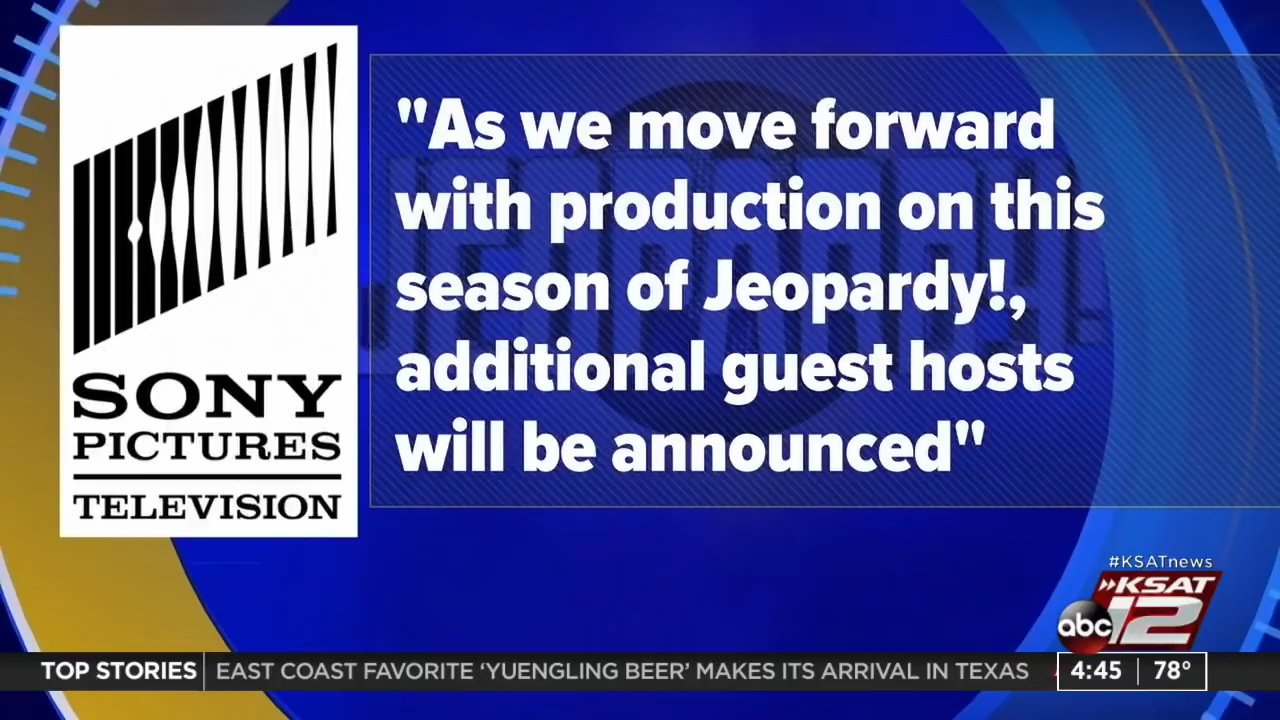 SONY
PICTURES
TELEVISION
"As we move forward
with production on this
season of Jeopardy!,
additional guest hosts
will be announced"
JEOPARDY!
#KSATnews
KSAT
abc 12
TOP STORIES EAST COAST FAVORITE ‘YUENGLING BEER’ MAKES ITS ARRIVAL IN TEXAS 4:45 78°